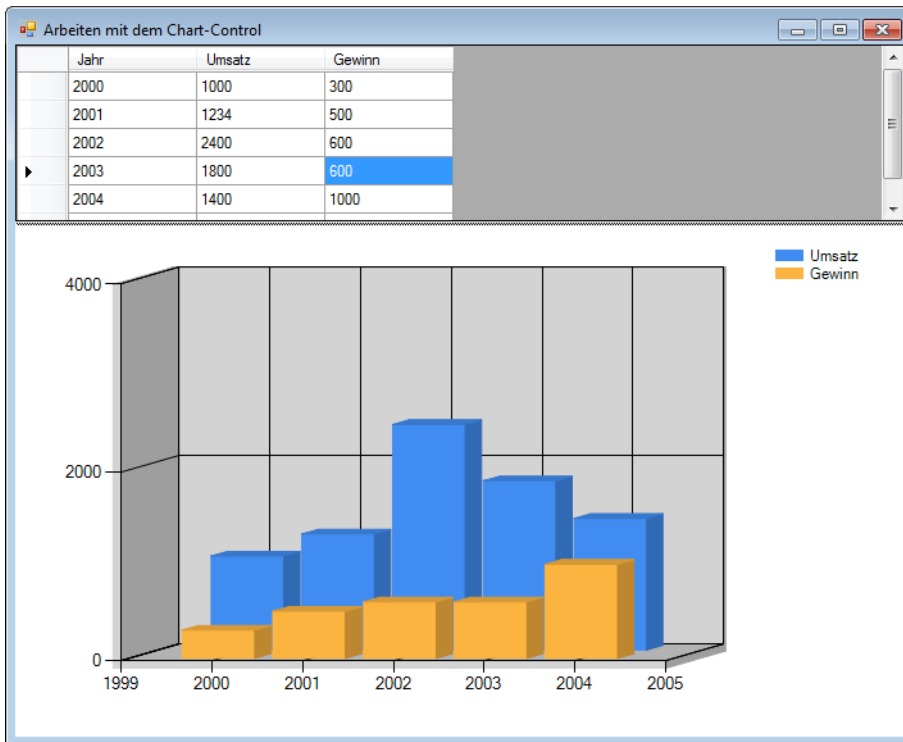 Arbeiten mit dem Chart-Control
Jahr Umsatz Gewinn
2000 1000 300
2001 1234 500
2002 2400 600
2003 1800 600
2004 1400 1000
Umsatz
Gewinn
4000
2000
0
1999 2000 2001 2002 2003 2004 2005